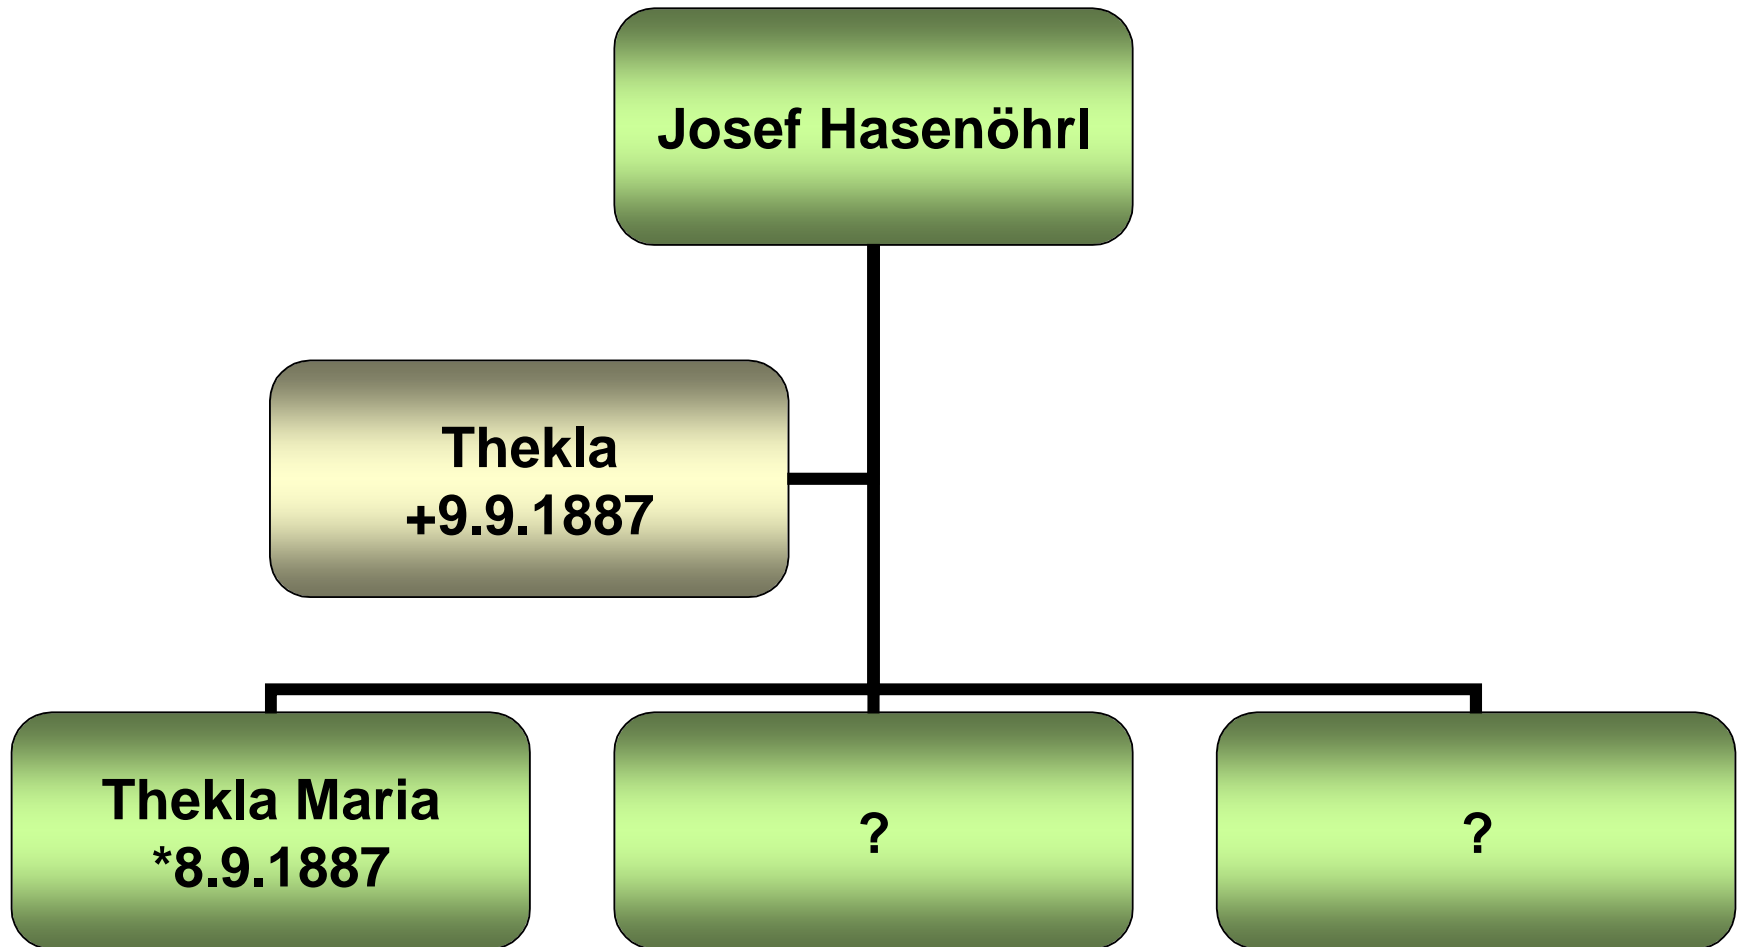 Josef Hasenöhrl
Thekla
+9.9.1887
Thekla Maria
*8.9.1887
?
?